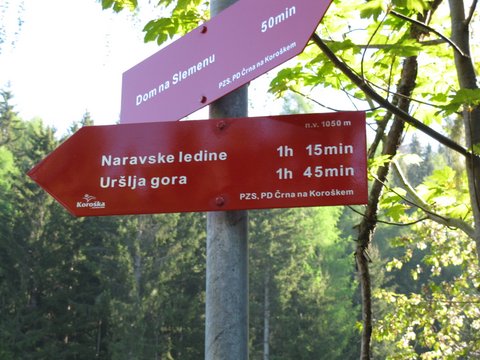 50min
Dom na Slemenu
PZS, PD Črna na Koroškem
n.v. 1050 m
Naravske ledine 1h 15min
Uršlja gora 1h 45min
Koroška
PZS, PD Črna na Koroškem